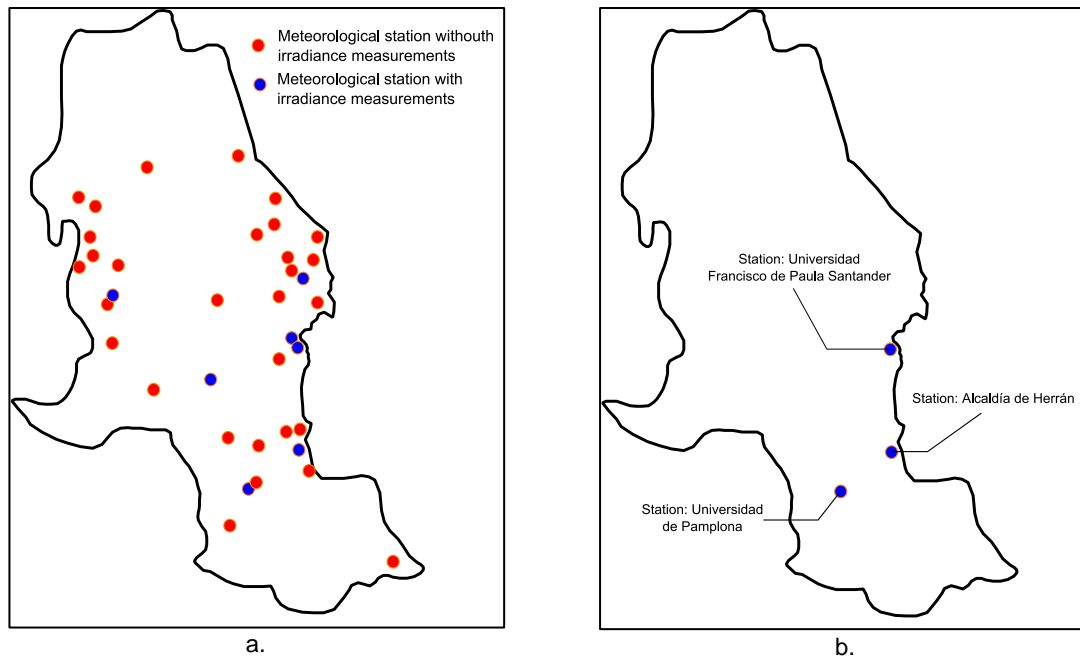 Meteorological station withouth
irradiance measurements
Meteorological station with
irradiance measurements
a.
Station: Universidad
Francisco de Paula Santander
Station: Alcaldía de Herrán
Station: Universidad
de Pamplona
b.